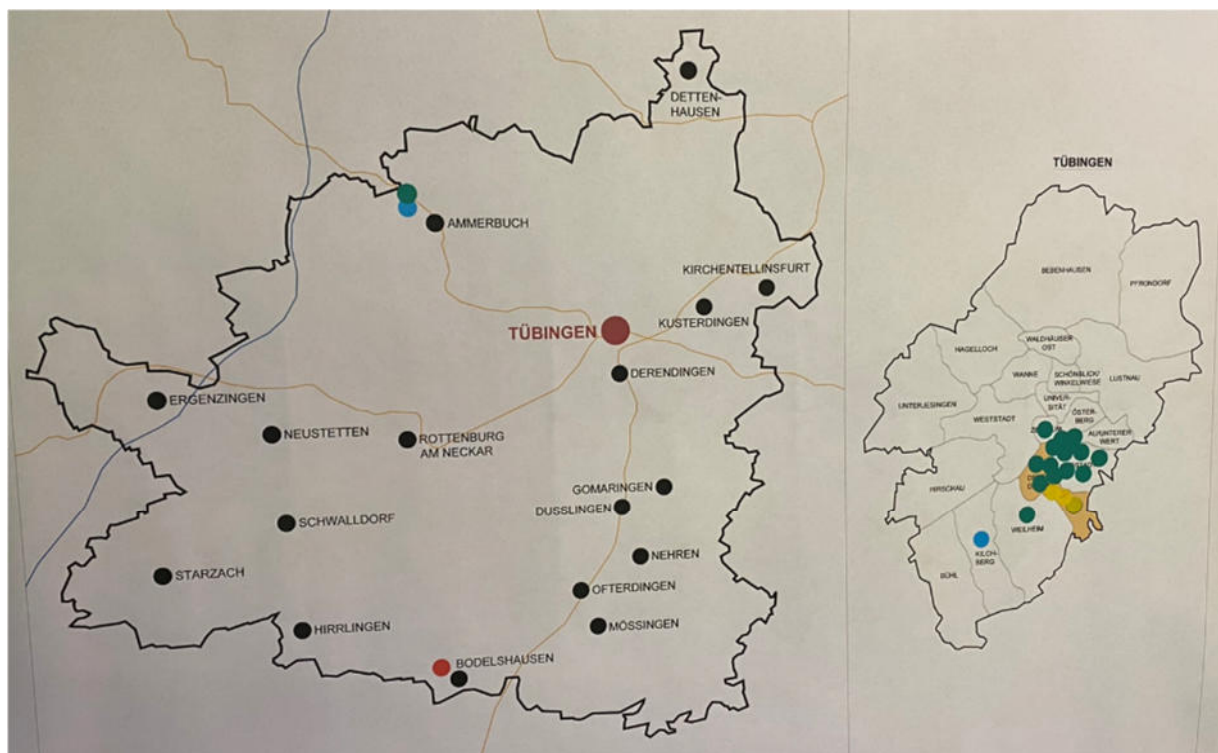 DETTEN-
HAUSEN
AMMERBUCH
KIRCHENTELLINSFURT
KUSTERDINGEN
TÜBINGEN
DERENDINGEN
ERGENZINGEN
NEUSTETTEN
ROTTENBURG
AM NECKAR
GOMARINGEN
DUSSLINGEN
SCHWALLDORF
NEHREN
STARZACH
OFTERDINGEN
MÖSSINGEN
HIRRLINGEN
BODELSHAUSEN
TÜBINGEN
BEBENHAUSEN
PFRONDORF
HAGELLOCH
WALDHÄUSER
OST
WANNE
SCHÖNBLICK/
WINKELWIESE
LUSTNAU
UNTERJESINGEN
UNIVER-
SITÄT
WESTSTADT
ÖSTER-
BERG
HIRSCHAU
WEILHEIM
KILCH-
BERG
BÜHL